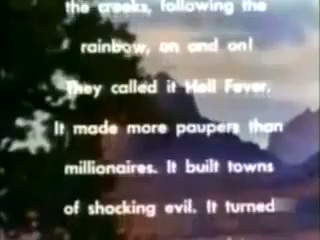 the creeks, following the
rainbow, on and on!
They called it Hell Fever.
It made more paupers than
millionaires. It built towns
of shocking evil. It turned